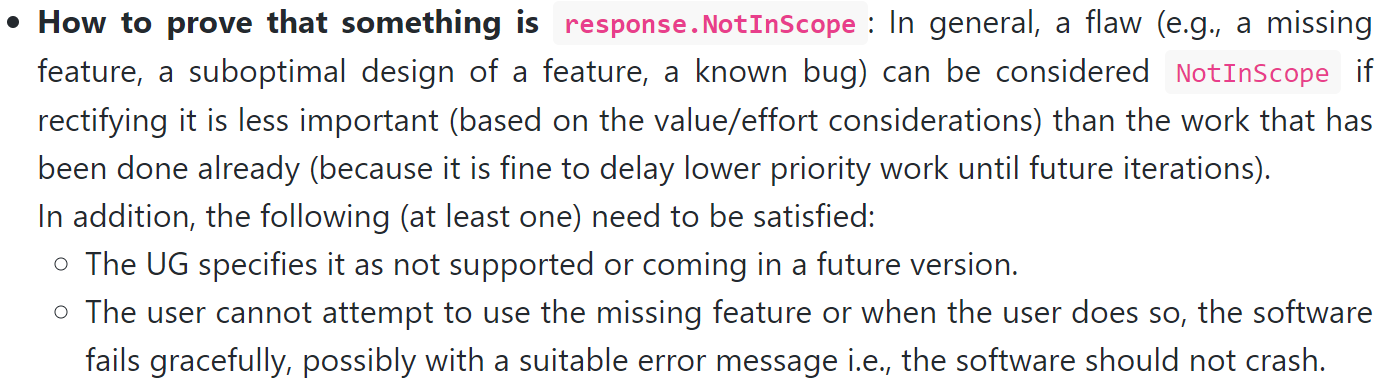 • How to prove that something is response.NotInScope: In general, a flaw (e.g., a missing
feature, a suboptimal design of a feature, a known bug) can be considered NotInScope if
rectifying it is less important (based on the value/effort considerations) than the work that has
been done already (because it is fine to delay lower priority work until future iterations).
In addition, the following (at least one) need to be satisfied:
○ The UG specifies it as not supported or coming in a future version.
○ The user cannot attempt to use the missing feature or when the user does so, the software
fails gracefully, possibly with a suitable error message i.e., the software should not crash.